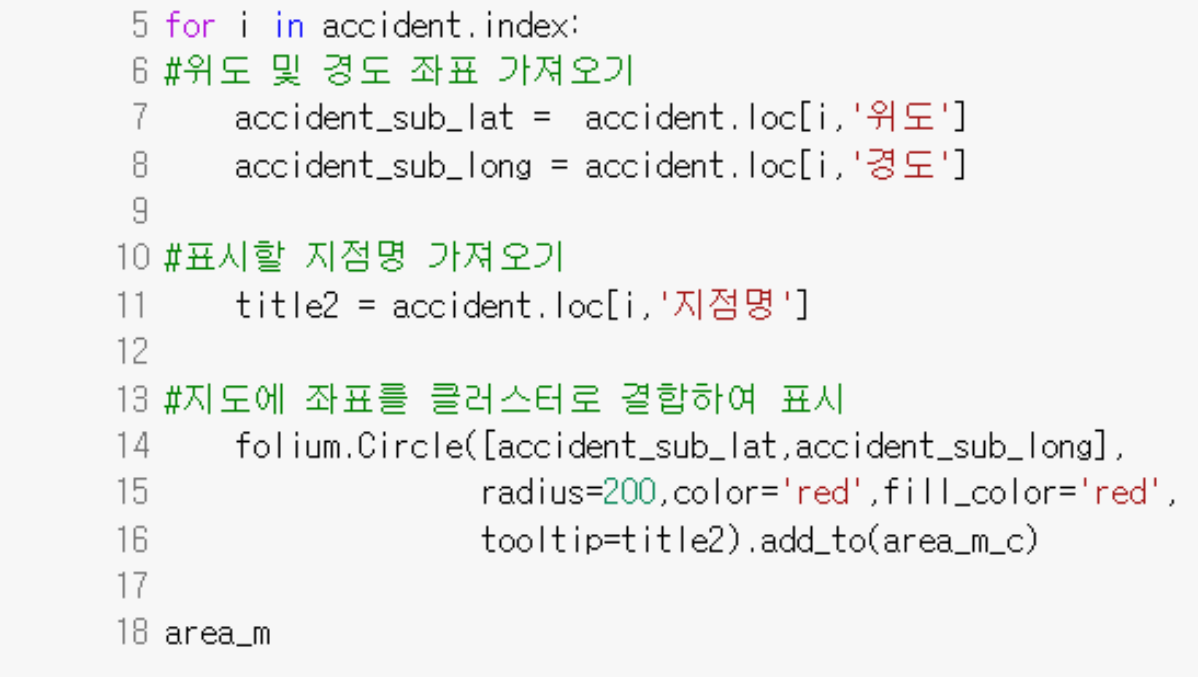 5 for i in accident.index:
6 #위도 및 경도 좌표 가져오기
7     accident_sub_lat =  accident.loc[i,'위도']
8     accident_sub_long = accident.loc[i,'경도']
9
10 #표시할 지점명 가져오기
11     title2 = accident.loc[i,'지점명']
12
13 #지도에 좌표를 클러스터로 결합하여 표시
14     folium.Circle([accident_sub_lat,accident_sub_long],
15                   radius=200,color='red',fill_color='red',
16                   tooltip=title2).add_to(area_m_c)
17
18 area_m